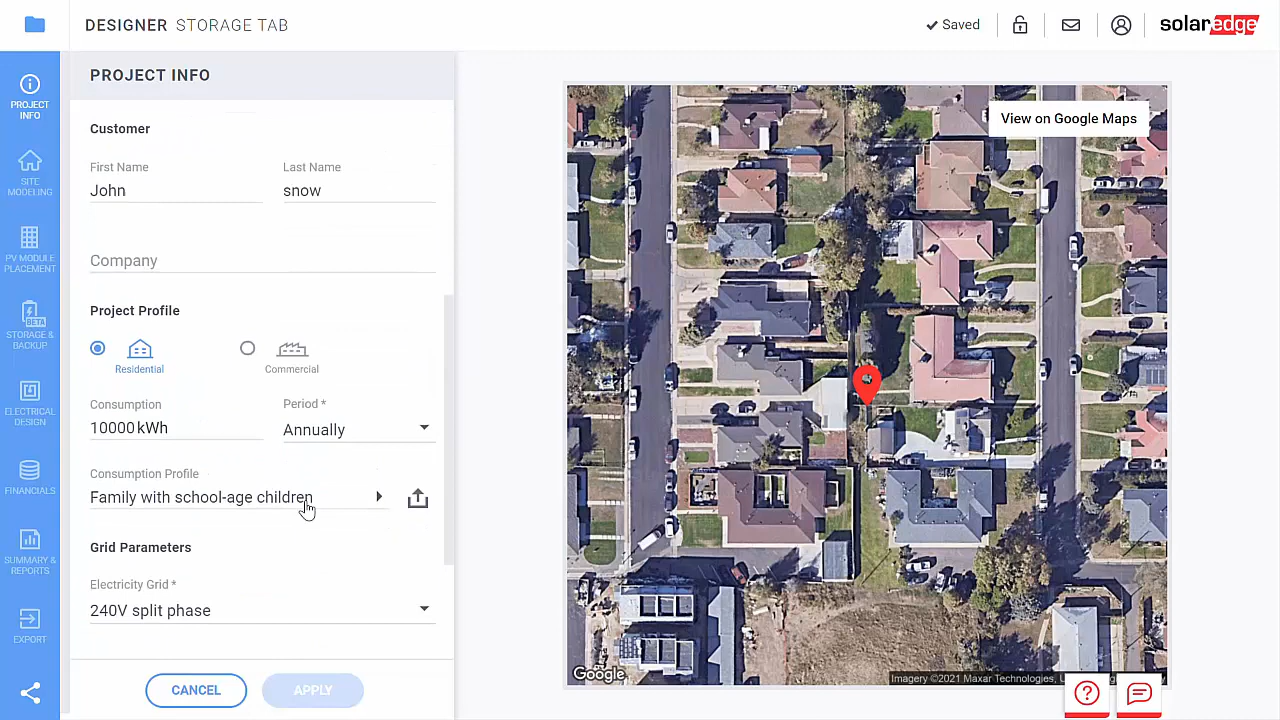 DESIGNER STORAGE TAB
Saved
solaredge
PROJECT INFO
PROJECT INFO
SITE MODELING
PV MODULE PLACEMENT
BETA
STORAGE & BACKUP
ELECTRICAL DESIGN
FINANCIALS
SUMMARY & REPORTS
EXPORT
Customer
First Name
Last Name
John
snow
Company
Project Profile
Residential
Commercial
Consumption
Period *
10000 kWh
Annually
Consumption Profile
Family with school-age children
Grid Parameters
Electricity Grid *
240V split phase
CANCEL
APPLY
View on Google Maps
Google
Imagery ©2021 Maxar Technologies,